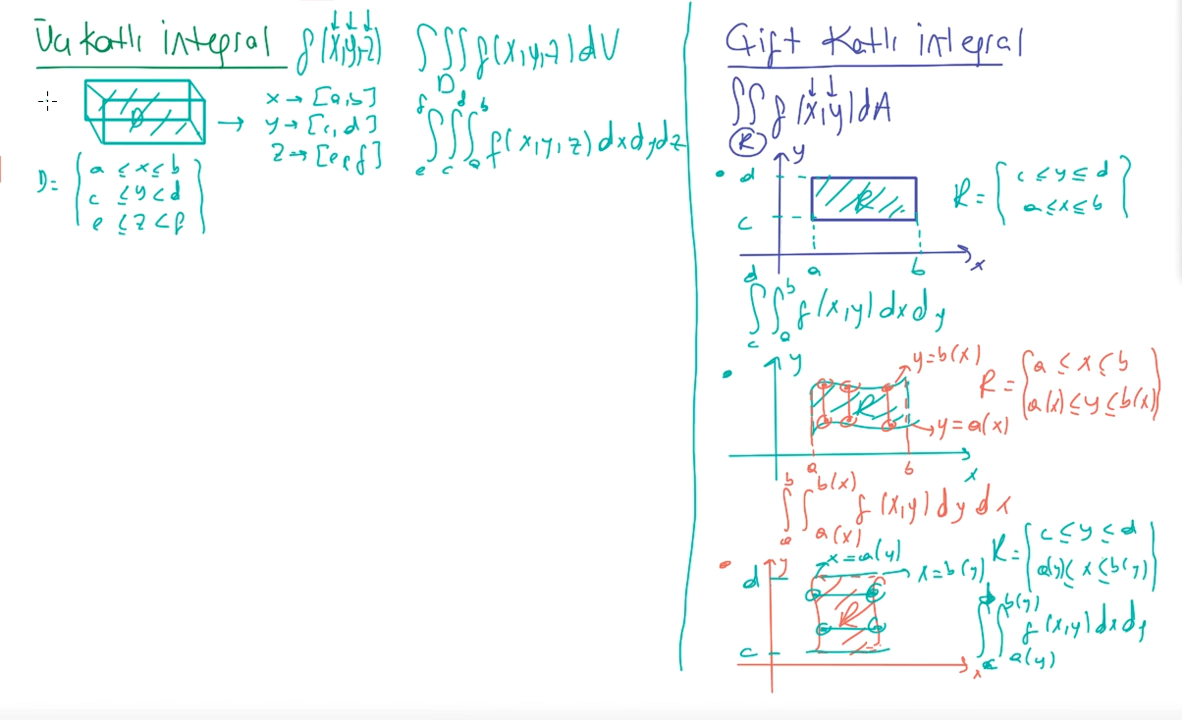 Üç katlı integral f(x,y,z) ∫∫∫ f(x,y,z) dV
D
D → x → [a,b]
y → [c,d]
z → [e,f]
f d b
∫∫∫ f(x,y,z) dx dy dz
e c a
D = { a ≤ x ≤ b
c ≤ y < d
e ≤ z < f }
Çift Katlı integral
∫∫ f(x,y) dA
R
y
d
c
R
a b x
R = { c ≤ y ≤ d
a ≤ x ≤ b }
d b
∫∫ f(x,y) dx dy
c a
y
y = b(x)
R
y = a(x)
a b x
R = { a ≤ x ≤ b
a(x) ≤ y ≤ b(x) }
b b(x)
∫∫ f(x,y) dy dx
a a(x)
y
d
x = a(y)
x = b(y)
R
c
x
R = { c ≤ y ≤ d
a(y) ≤ x ≤ b(y) }
d b(y)
∫∫ f(x,y) dx dy
c a(y)